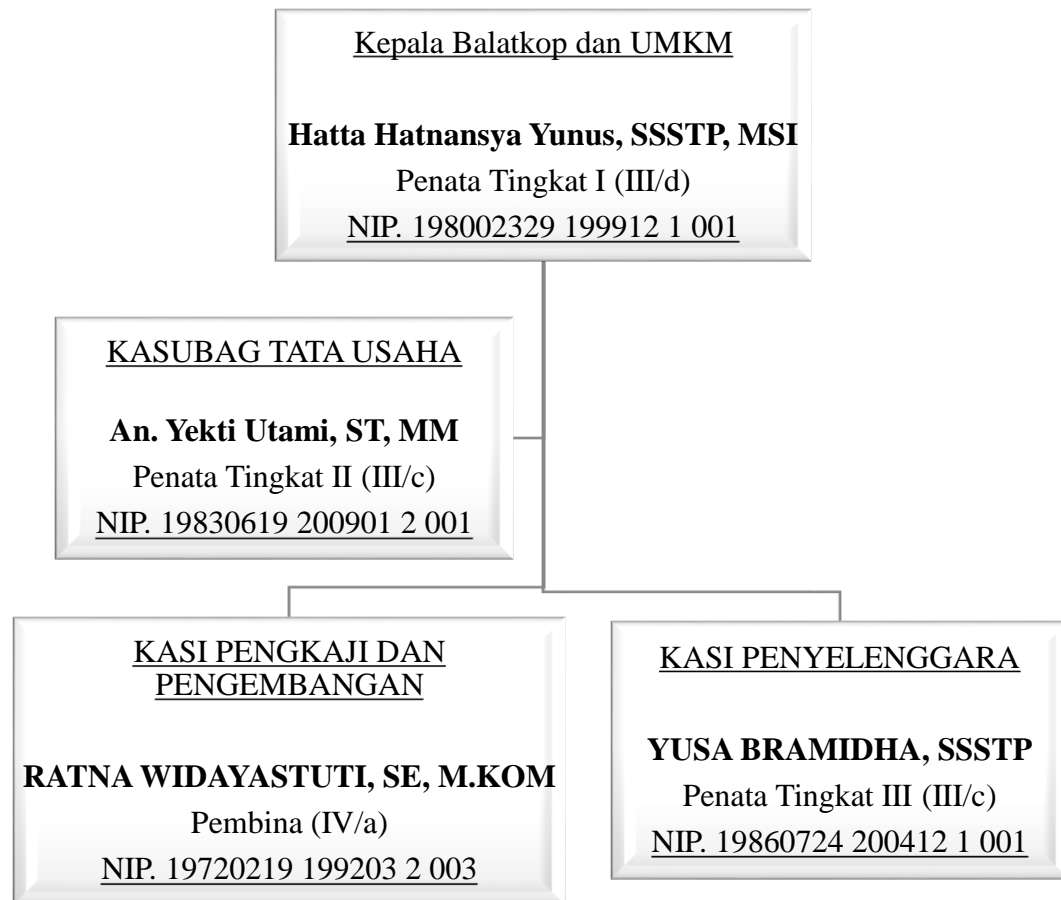 Kepala Balatkop dan UMKM
Hatta Hatnansya Yunus, SSSTP, MSI
Penata Tingkat I (III/d)
NIP. 198002329 199912 1 001
KASUBAG TATA USAHA
An. Yekti Utami, ST, MM
Penata Tingkat II (III/c)
NIP. 19830619 200901 2 001
KASI PENGKAJI DAN
PENGEMBANGAN
RATNA WIDAYASTUTI, SE, M.KOM
Pembina (IV/a)
NIP. 19720219 199203 2 003
KASI PENYELENGGARA
YUSA BRAMIDHA, SSSTP
Penata Tingkat III (III/c)
NIP. 19860724 200412 1 001